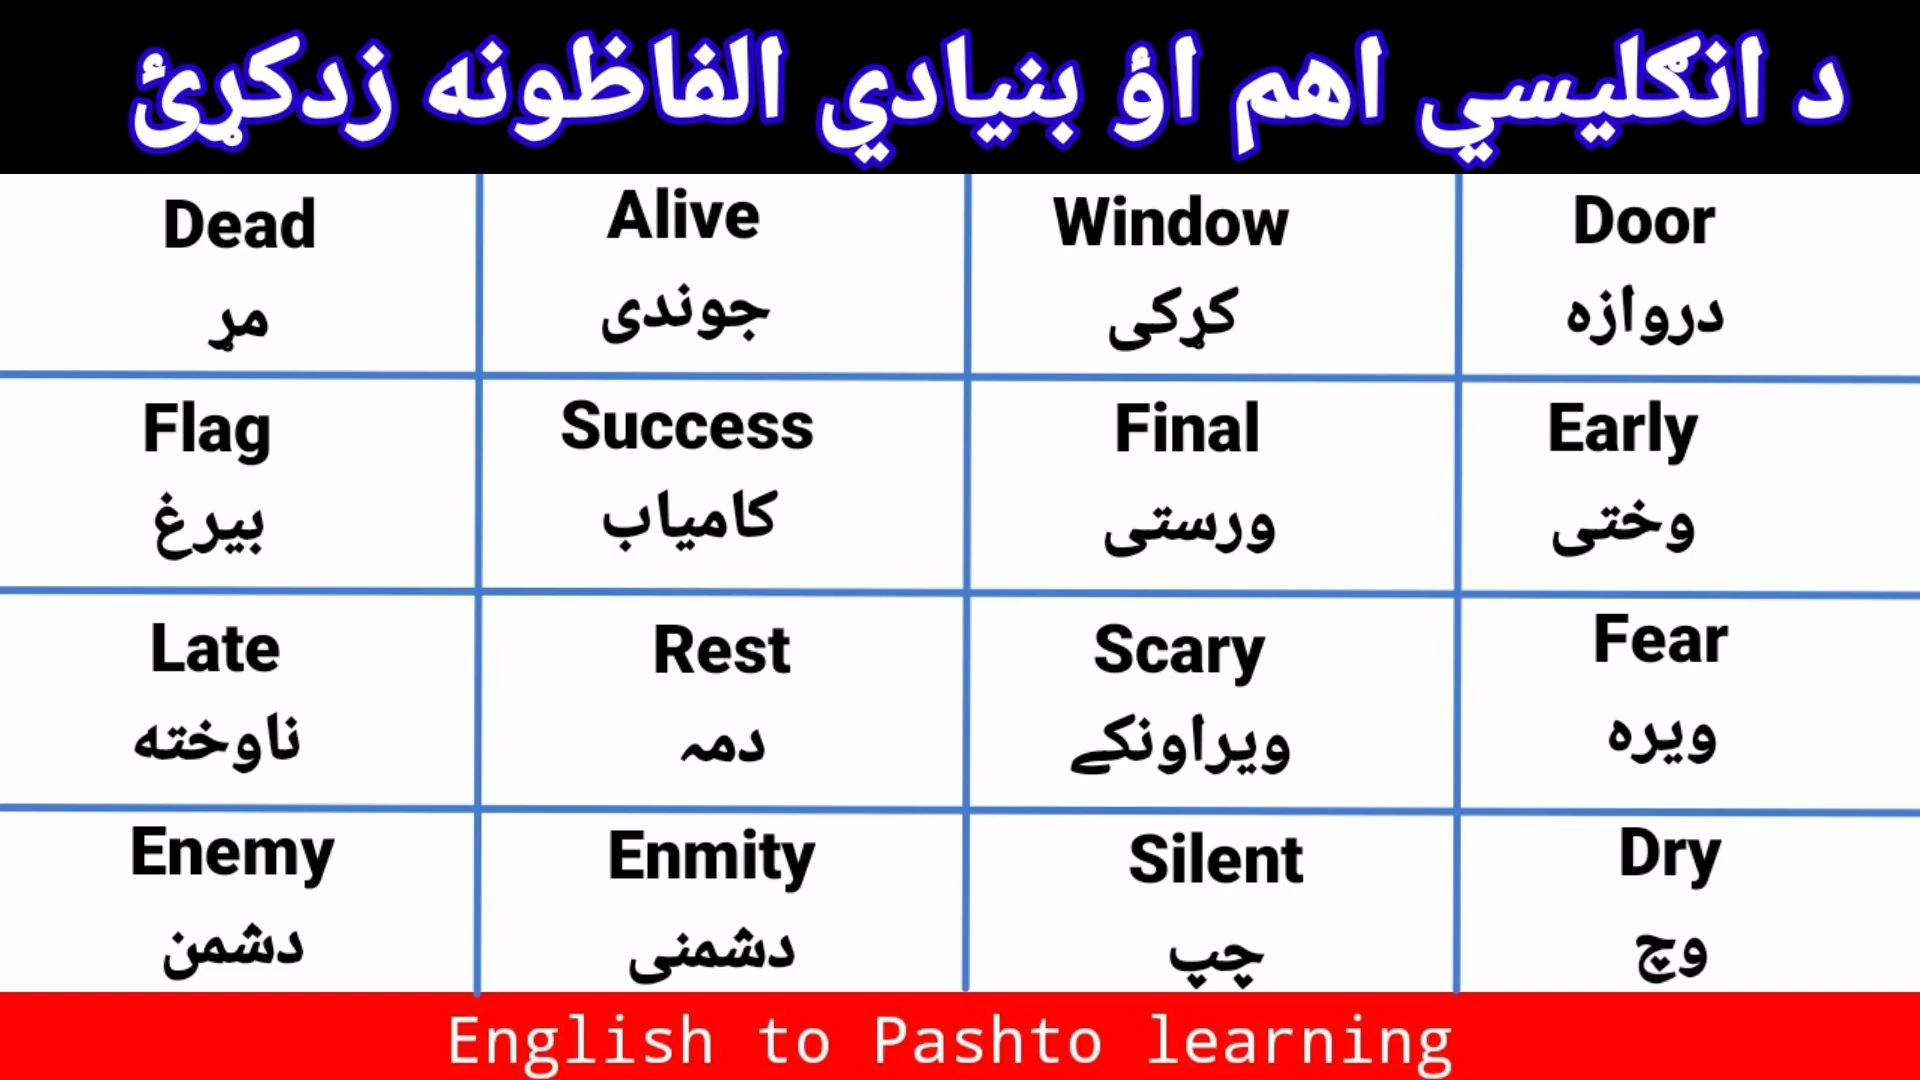 د انګلیسي اهم اؤ بنیادي الفاظونه زدکړئ
Dead
مړ
Alive
جوندی
Window
کړکی
Door
دروازه
Flag
بیرغ
Success
کامیاب
Final
ورستی
Early
وختی
Late
ناوخته
Rest
دمہ
Scary
ویراونکے
Fear
ویره
Enemy
دشمن
Enmity
دشمنی
Silent
چپ
Dry
وچ
English to Pashto learning